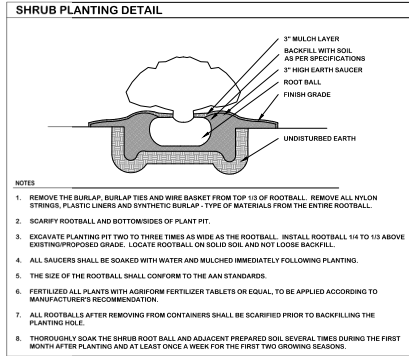 SHRUB PLANTING DETAIL
3" MULCH LAYER
BACKFILL WITH SOIL
AS PER SPECIFICATIONS
3" HIGH EARTH SAUCER
ROOT BALL
FINISH GRADE
UNDISTURBED EARTH
NOTES
1. REMOVE THE BURLAP, BURLAP TIES AND WIRE BASKET FROM TOP 1/3 OF ROOTBALL. REMOVE ALL NYLON
STRINGS, PLASTIC LINERS AND SYNTHETIC BURLAP - TYPE OF MATERIALS FROM THE ENTIRE ROOTBALL.
2. SCARIFY ROOTBALL AND BOTTOM/SIDES OF PLANT PIT.
3. EXCAVATE PLANTING PIT TWO TO THREE TIMES AS WIDE AS THE ROOTBALL. INSTALL ROOTBALL 1/4 TO 1/3 ABOVE
EXISTING/PROPOSED GRADE. LOCATE ROOTBALL ON SOLID SOIL AND NOT LOOSE BACKFILL.
4. ALL SAUCERS SHALL BE SOAKED WITH WATER AND MULCHED IMMEDIATELY FOLLOWING PLANTING.
5. THE SIZE OF THE ROOTBALL SHALL CONFORM TO THE AAN STANDARDS.
6. FERTILIZED ALL PLANTS WITH AGRIFORM FERTILIZER TABLETS OR EQUAL, TO BE APPLIED ACCORDING TO
MANUFACTURER'S RECOMMENDATION.
7. ALL ROOTBALLS AFTER REMOVING FROM CONTAINERS SHALL BE SCARIFIED PRIOR TO BACKFILLING THE
PLANTING HOLE.
8. THOROUGHLY SOAK THE SHRUB ROOT BALL AND ADJACENT PREPARED SOIL SEVERAL TIMES DURING THE FIRST
MONTH AFTER PLANTING AND AT LEAST ONCE A WEEK FOR THE FIRST TWO GROWING SEASONS.